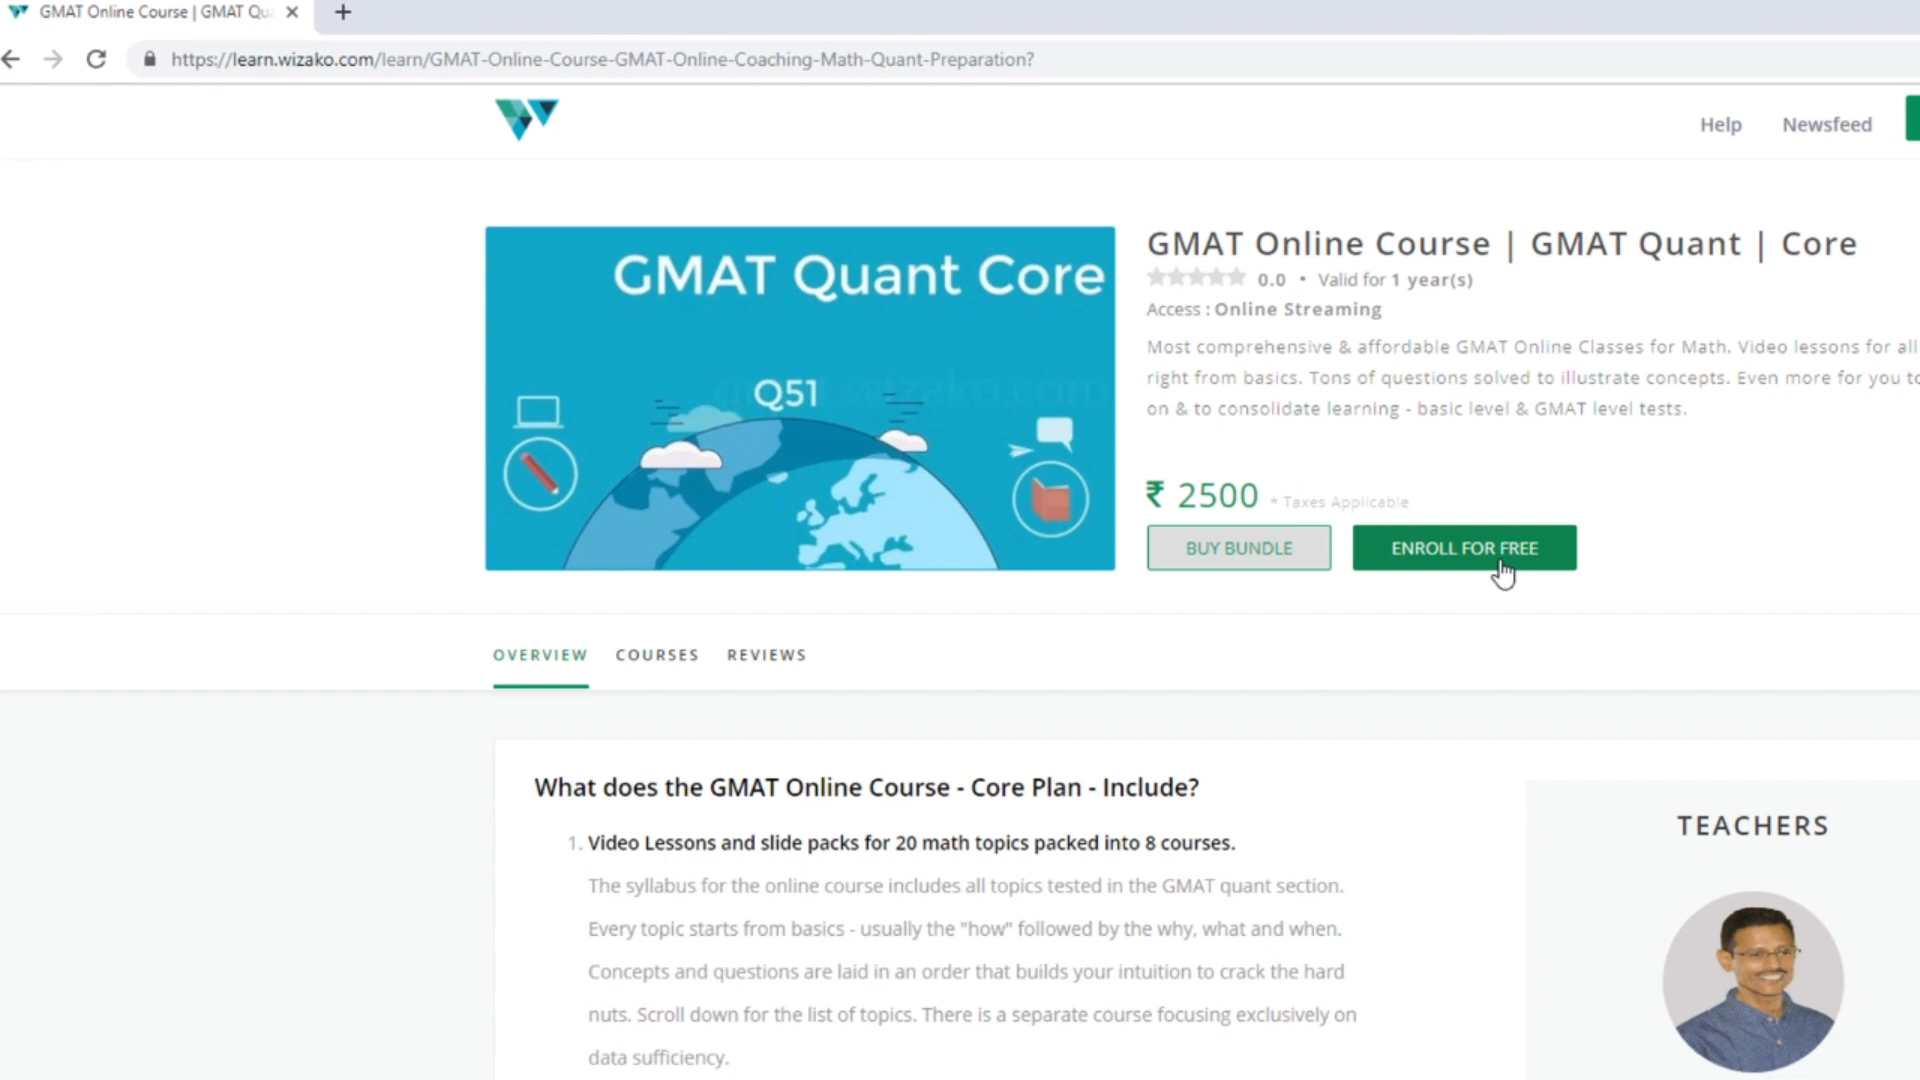 GMAT Online Course | GMAT Qua
https://learn.wizako.com/learn/GMAT-Online-Course-GMAT-Online-Coaching-Math-Quant-Preparation?
Help Newsfeed
GMAT Quant Core
Q51
GMAT Online Course | GMAT Quant | Core
0.0 • Valid for 1 year(s)
Access : Online Streaming
Most comprehensive & affordable GMAT Online Classes for Math. Video lessons for all
right from basics. Tons of questions solved to illustrate concepts. Even more for you to
on & to consolidate learning - basic level & GMAT level tests.
₹ 2500 * Taxes Applicable
BUY BUNDLE ENROLL FOR FREE
OVERVIEW COURSES REVIEWS
What does the GMAT Online Course - Core Plan - Include?
1. Video Lessons and slide packs for 20 math topics packed into 8 courses.
The syllabus for the online course includes all topics tested in the GMAT quant section.
Every topic starts from basics - usually the "how" followed by the why, what and when.
Concepts and questions are laid in an order that builds your intuition to crack the hard
nuts. Scroll down for the list of topics. There is a separate course focusing exclusively on
data sufficiency.
TEACHERS